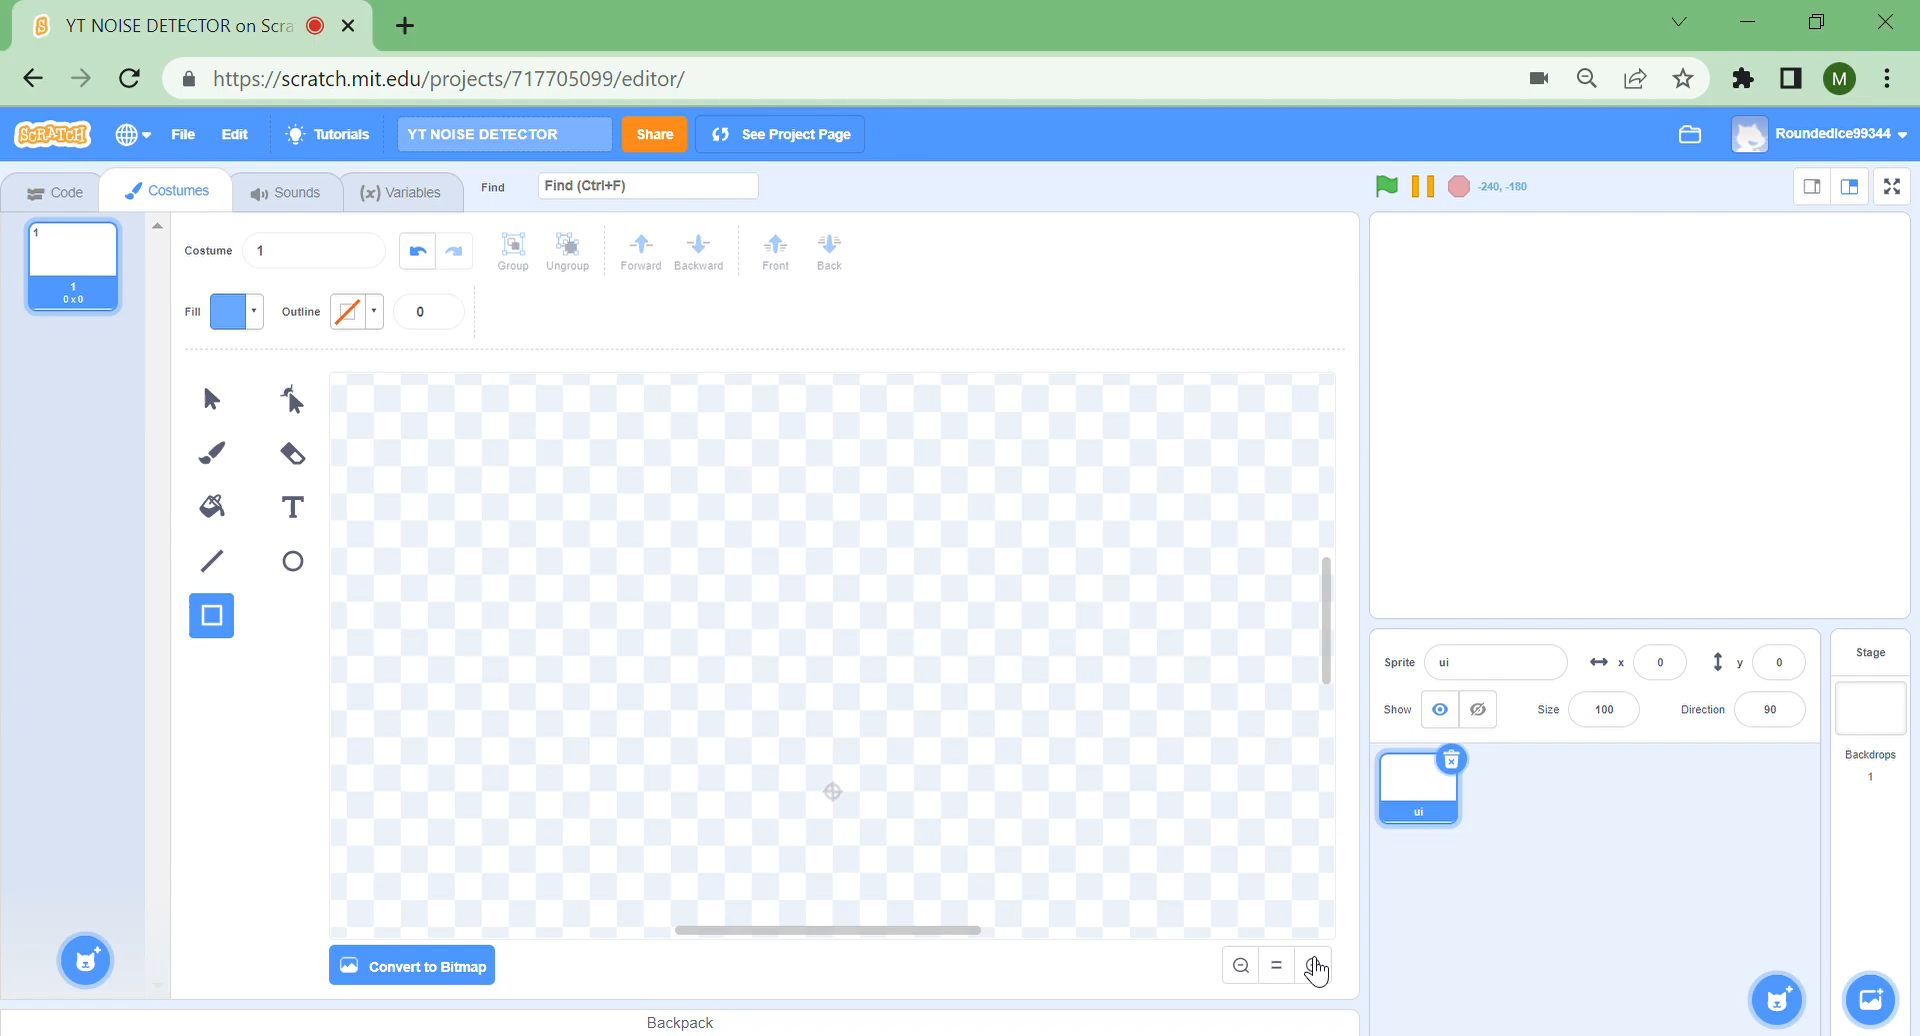 YT NOISE DETECTOR on Scra
https://scratch.mit.edu/projects/717705099/editor/
M
SCRATCH
File
Edit
Tutorials
YT NOISE DETECTOR
Share
See Project Page
RoundedIce99344
Code
Costumes
Sounds
(x) Variables
Find
Find (Ctrl+F)
-240, -180
1
1
0 x 0
Costume
1
Group
Ungroup
Forward
Backward
Front
Back
Fill
Outline
0
T
Convert to Bitmap
Backpack
Sprite
ui
x
0
y
0
Show
Size
100
Direction
90
ui
Stage
Backdrops
1